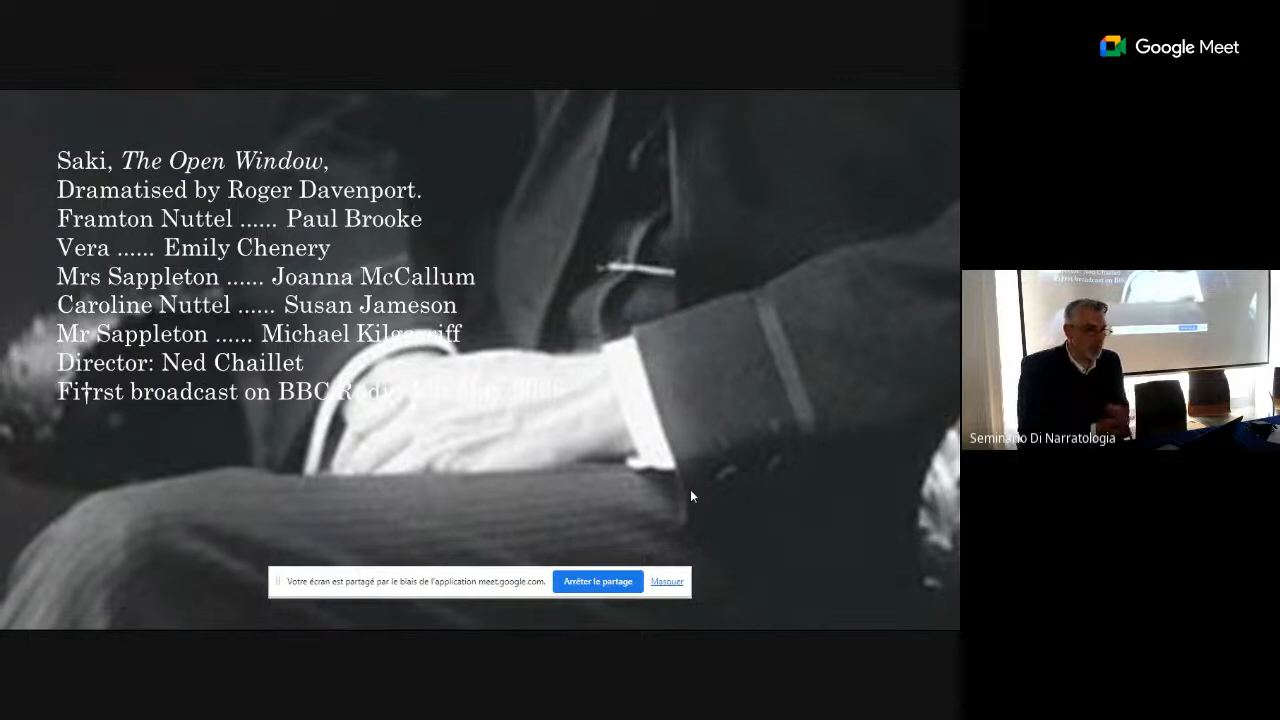 Saki, The Open Window,
Dramatised by Roger Davenport.
Framton Nuttel ...... Paul Brooke
Vera ...... Emily Chenery
Mrs Sappleton ...... Joanna McCallum
Caroline Nuttel ...... Susan Jameson
Mr Sappleton ...... Michael Kilgarriff
Director: Ned Chaillet
Fi†rst broadcast on BBC
Votre écran est partagé par le biais de l'application meet.google.com.
Arrêter le partage
Masquer
Google Meet
Seminario Di Narratologia